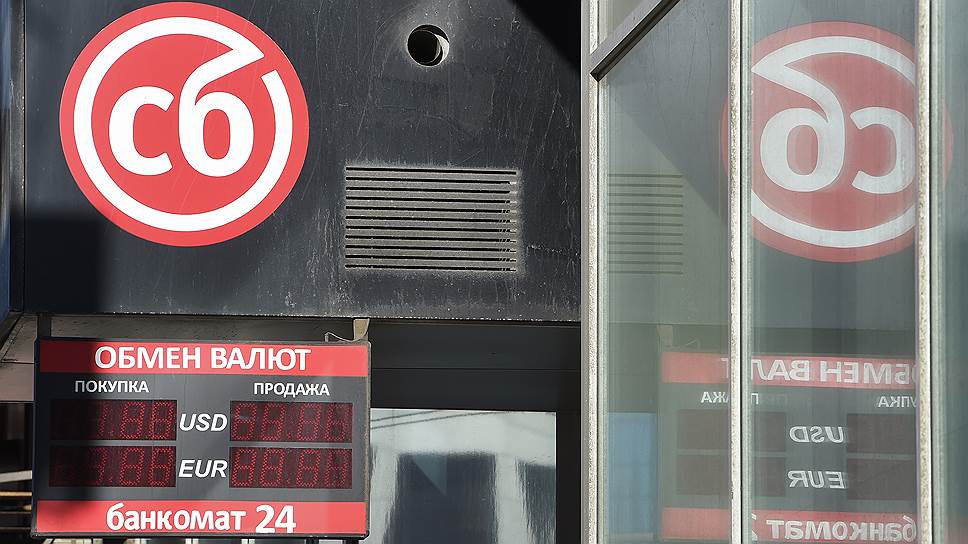 сб
ОБМЕН ВАЛЮТ
ПОКУПКА ПРОДАЖА
USD
EUR
банкомат 24